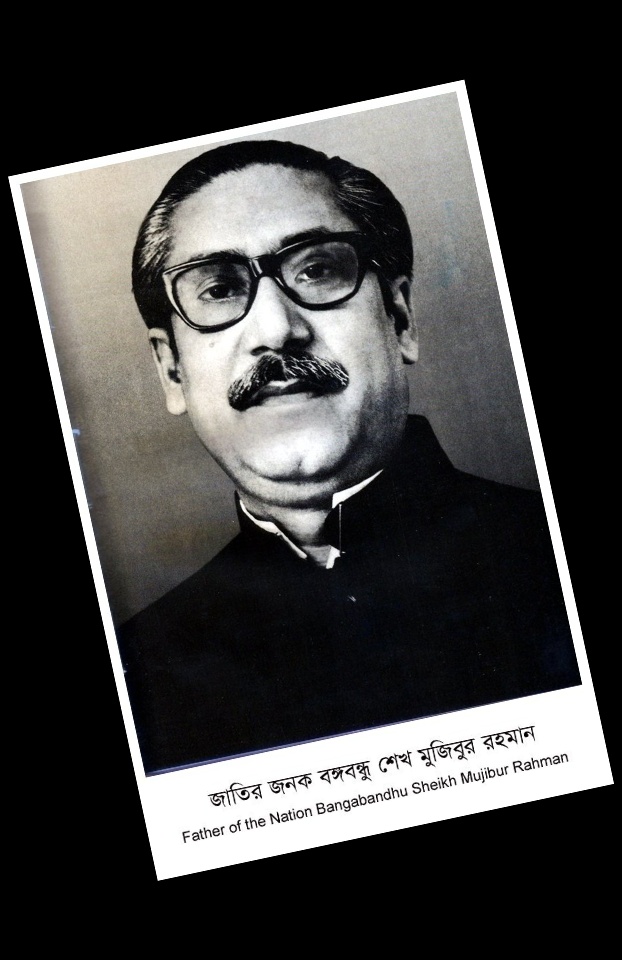 জাতির জনক বঙ্গবন্ধু শেখ মুজিবুর রহমান
Father of the Nation Bangabandhu Sheikh Mujibur Rahman